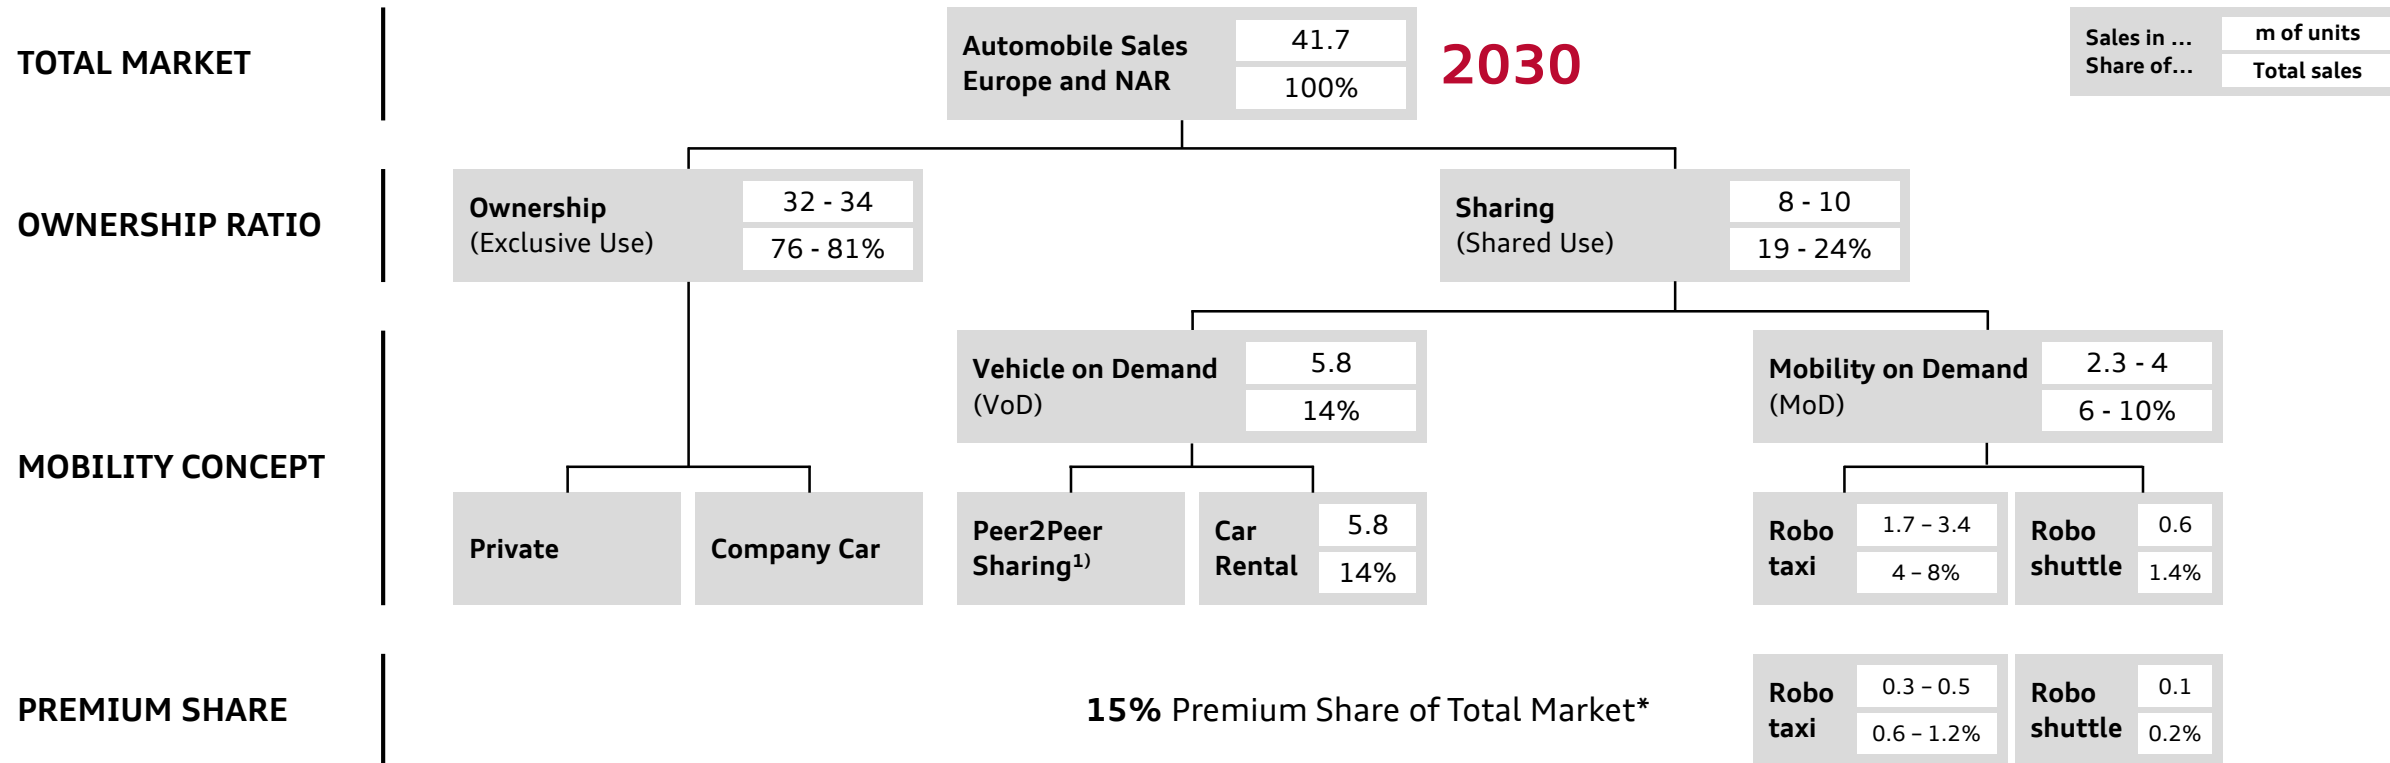 TOTAL MARKET
Automobile Sales
Europe and NAR
41.7
100%
2030
Sales in ...
Share of...
m of units
Total sales
OWNERSHIP RATIO
Ownership
(Exclusive Use)
32 - 34
76 - 81%
Sharing
(Shared Use)
8 - 10
19 - 24%
MOBILITY CONCEPT
Vehicle on Demand
(VoD)
5.8
14%
Mobility on Demand
(MoD)
2.3 - 4
6 - 10%
Private
Company Car
Peer2Peer
Sharing¹⁾
Car
Rental
5.8
14%
Robo
taxi
1.7 – 3.4
4 – 8%
Robo
shuttle
0.6
1.4%
PREMIUM SHARE
15% Premium Share of Total Market*
Robo
taxi
0.3 – 0.5
0.6 – 1.2%
Robo
shuttle
0.1
0.2%